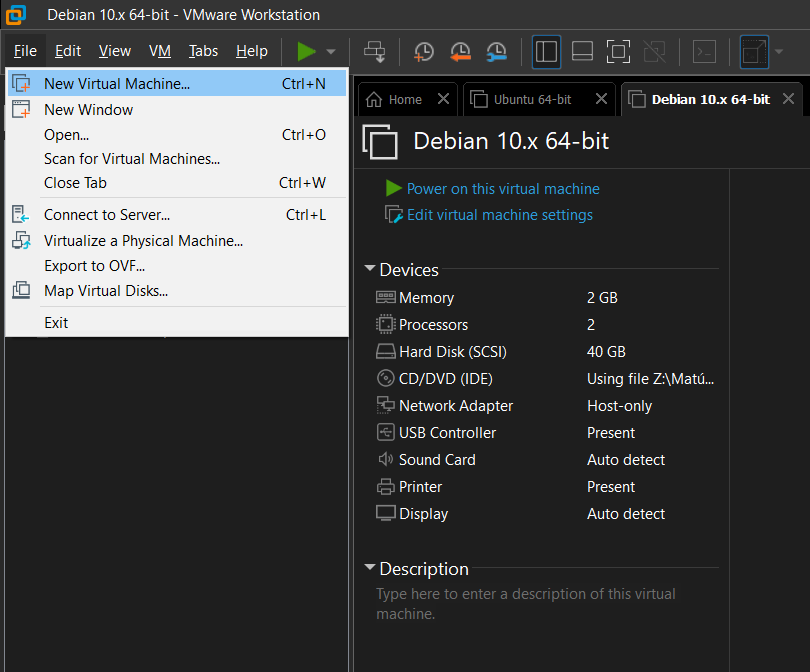 Debian 10.x 64-bit - VMware Workstation
File Edit View VM Tabs Help
New Virtual Machine... Ctrl+N
New Window
Open... Ctrl+O
Scan for Virtual Machines...
Close Tab Ctrl+W
Connect to Server... Ctrl+L
Virtualize a Physical Machine...
Export to OVF...
Map Virtual Disks...
Exit
Home Ubuntu 64-bit Debian 10.x 64-bit
Debian 10.x 64-bit
Power on this virtual machine
Edit virtual machine settings
Devices
Memory 2 GB
Processors 2
Hard Disk (SCSI) 40 GB
CD/DVD (IDE) Using file Z:\Matú...
Network Adapter Host-only
USB Controller Present
Sound Card Auto detect
Printer Present
Display Auto detect
Description
Type here to enter a description of this virtual
machine.